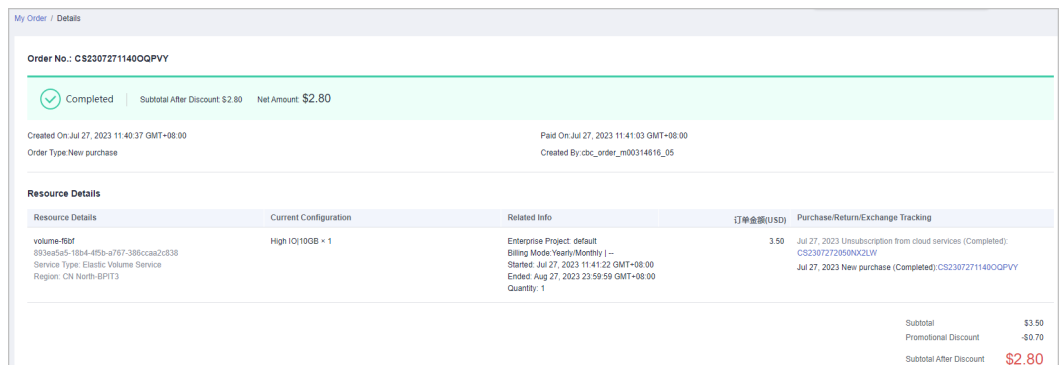 My Order / Details
Order No.: CS2307271140OQPVY
Completed Subtotal After Discount: $2.80 Net Amount: $2.80
Created On:Jul 27, 2023 11:40:37 GMT+08:00 Paid On:Jul 27, 2023 11:41:03 GMT+08:00
Order Type:New purchase Created By:cbc_order_m00314616_05
Resource Details
Resource Details Current Configuration Related Info 订单金额(USD) Purchase/Return/Exchange Tracking
volume-f6bf High IO|10GB × 1 Enterprise Project: default 3.50 Jul 27, 2023 Unsubscription from cloud services (Completed):
893ea5a5-18b4-4f5b-a767-386ccaa2c838 Billing Mode:Yearly/Monthly | -- CS2307272050NX2LW
Service Type: Elastic Volume Service Started: Jul 27, 2023 11:41:22 GMT+08:00 Jul 27, 2023 New purchase (Completed):CS2307271140OQPVY
Region: CN North-BPIT3 Ended: Aug 27, 2023 23:59:59 GMT+08:00
Quantity: 1
Subtotal $3.50
Promotional Discount -$0.70
Subtotal After Discount $2.80